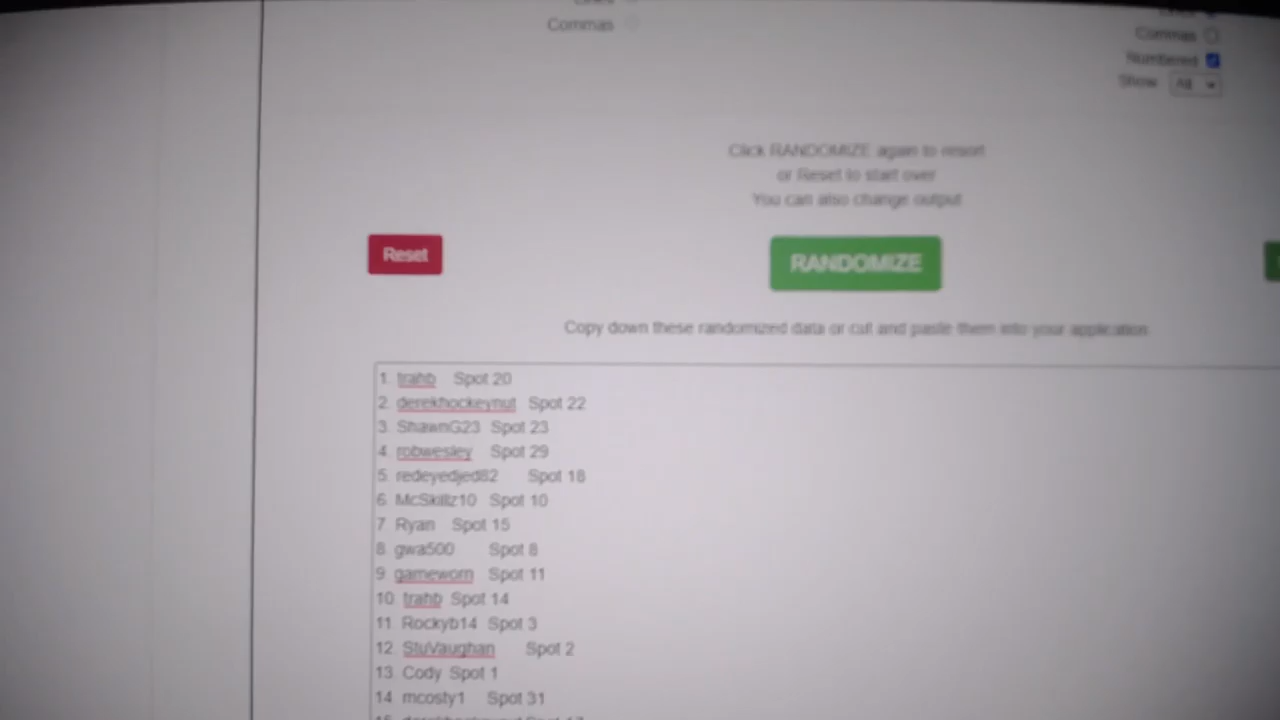 Commas
Commas
Numbered
Show All
Click RANDOMIZE again to resort
or Reset to start over
You can also change output
Reset
RANDOMIZE
Copy down these randomized data or cut and paste them into your application
1. trahb Spot 20
2. derekhockeynut Spot 22
3. ShawnG23 Spot 23
4. robwesley Spot 29
5. redeyedjed82 Spot 18
6. McSkillz10 Spot 10
7. Ryan Spot 15
8. gwa500 Spot 8
9. gameworn Spot 11
10. trahb Spot 14
11. Rockyb14 Spot 3
12. StuVaughan Spot 2
13. Cody Spot 1
14. mcosty1 Spot 31